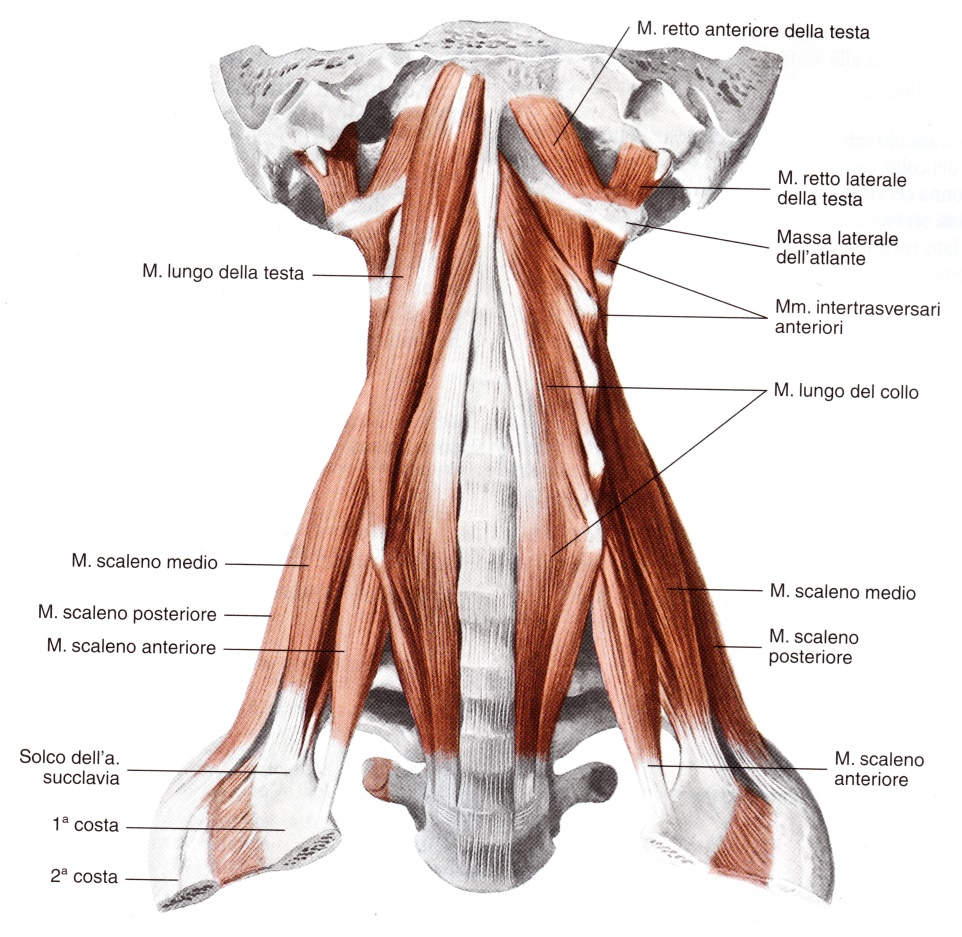 M. retto anteriore della testa
M. retto laterale
della testa
Massa laterale
dell'atlante
M. lungo della testa
Mm. intertrasversari
anteriori
M. lungo del collo
M. scaleno medio
M. scaleno posteriore
M. scaleno anteriore
M. scaleno medio
M. scaleno
posteriore
Solco dell'a.
succlavia
M. scaleno
anteriore
1ª costa
2ª costa